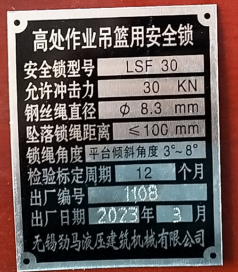 高处作业吊篮用安全锁
安全锁型号 LSF 30
允许冲击力 30 KN
钢丝绳直径 Φ 8.3 mm
坠落锁绳距离 ≤100 mm
锁绳角度 平台倾斜角度 3°~8°
检验标定周期 12 个月
出厂编号 1108
出厂日期 2023年 3月
无锡劲马液压建筑机械有限公司